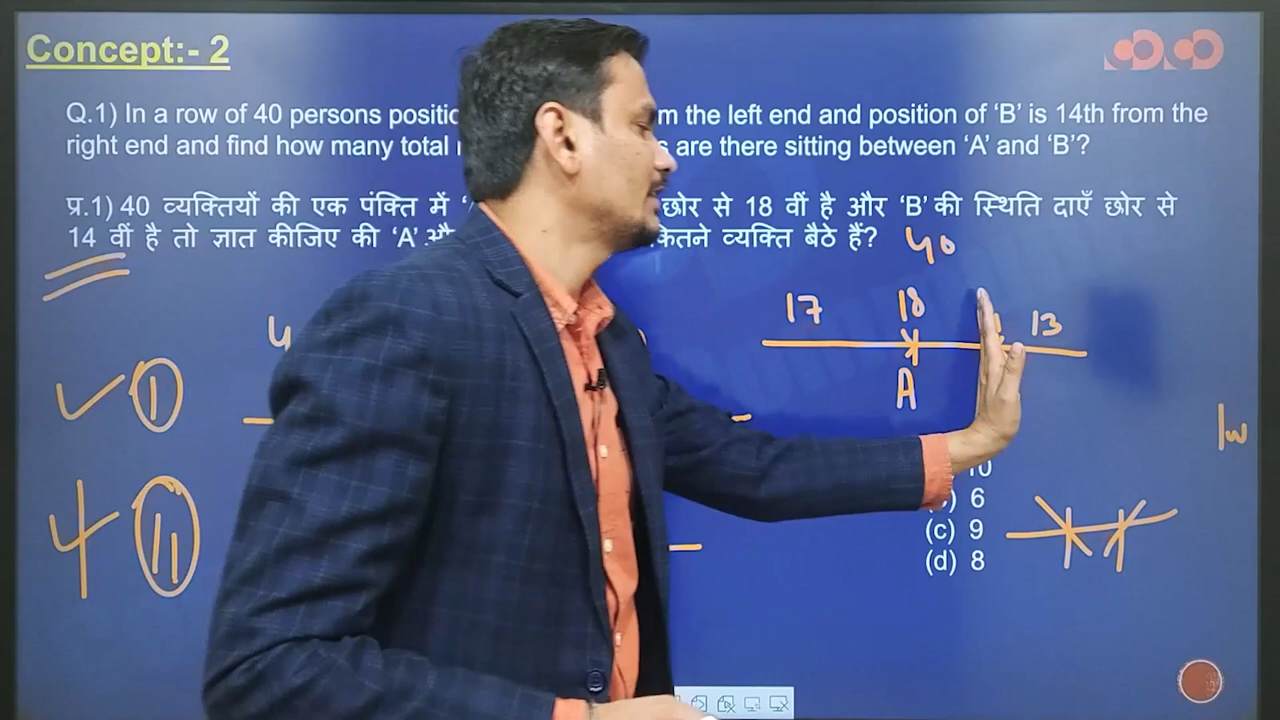 Concept:- 2
Q.1) In a row of 40 persons the left end and position of ‘B’ is 14th from the
right end and find how many total are there sitting between ‘A’ and ‘B’?
प्र.1) 40 व्यक्तियों की एक पंक्ति में छोर से 18 वीं है और ‘B’ की स्थिति दाएँ छोर से
14 वीं है तो ज्ञात कीजिए की ‘A’ व्यक्ति बैठे हैं?
40
17 18 13
A
10
6
(c) 9
(d) 8